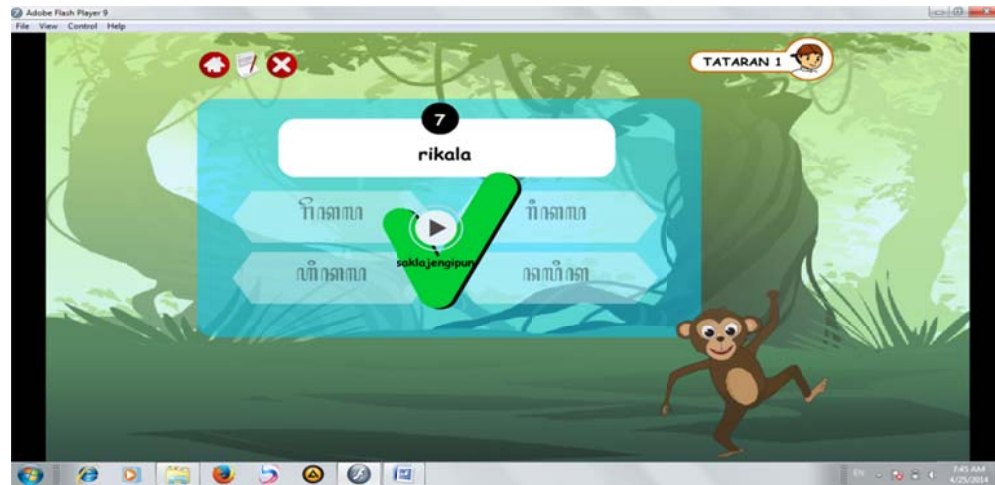 Adobe Flash Player 9
File View Control Help
TATARAN 1
7
rikala
saklajengipun
EN
7:45 AM
4/25/2014